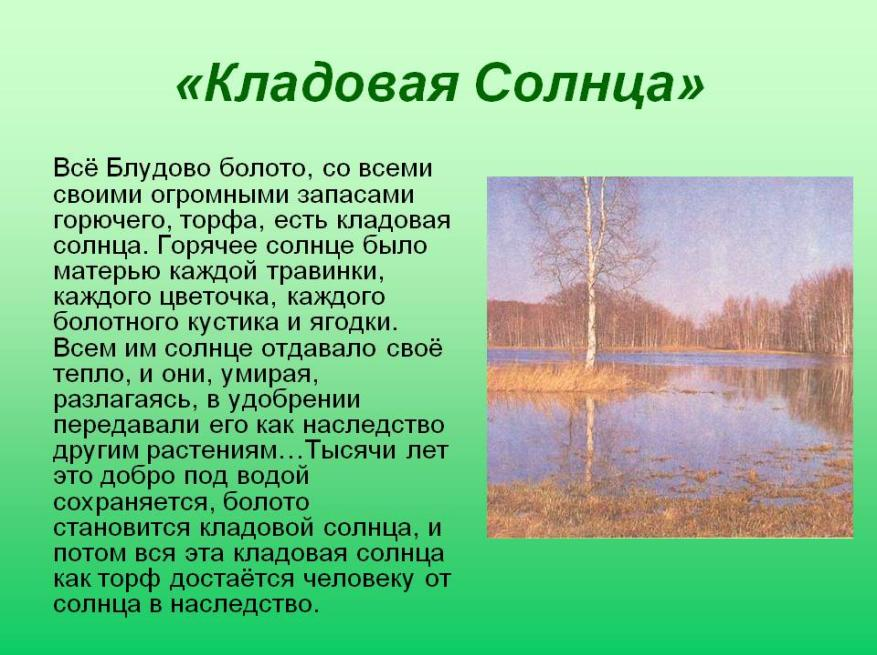 «Кладовая Солнца»
Всё Блудово болото, со всеми
своими огромными запасами
горючего, торфа, есть кладовая
солнца. Горячее солнце было
матерью каждой травинки,
каждого цветочка, каждого
болотного кустика и ягодки.
Всем им солнце отдавало своё
тепло, и они, умирая,
разлагаясь, в удобрении
передавали его как наследство
другим растениям…Тысячи лет
это добро под водой
сохраняется, болото
становится кладовой солнца, и
потом вся эта кладовая солнца
как торф достаётся человеку от
солнца в наследство.